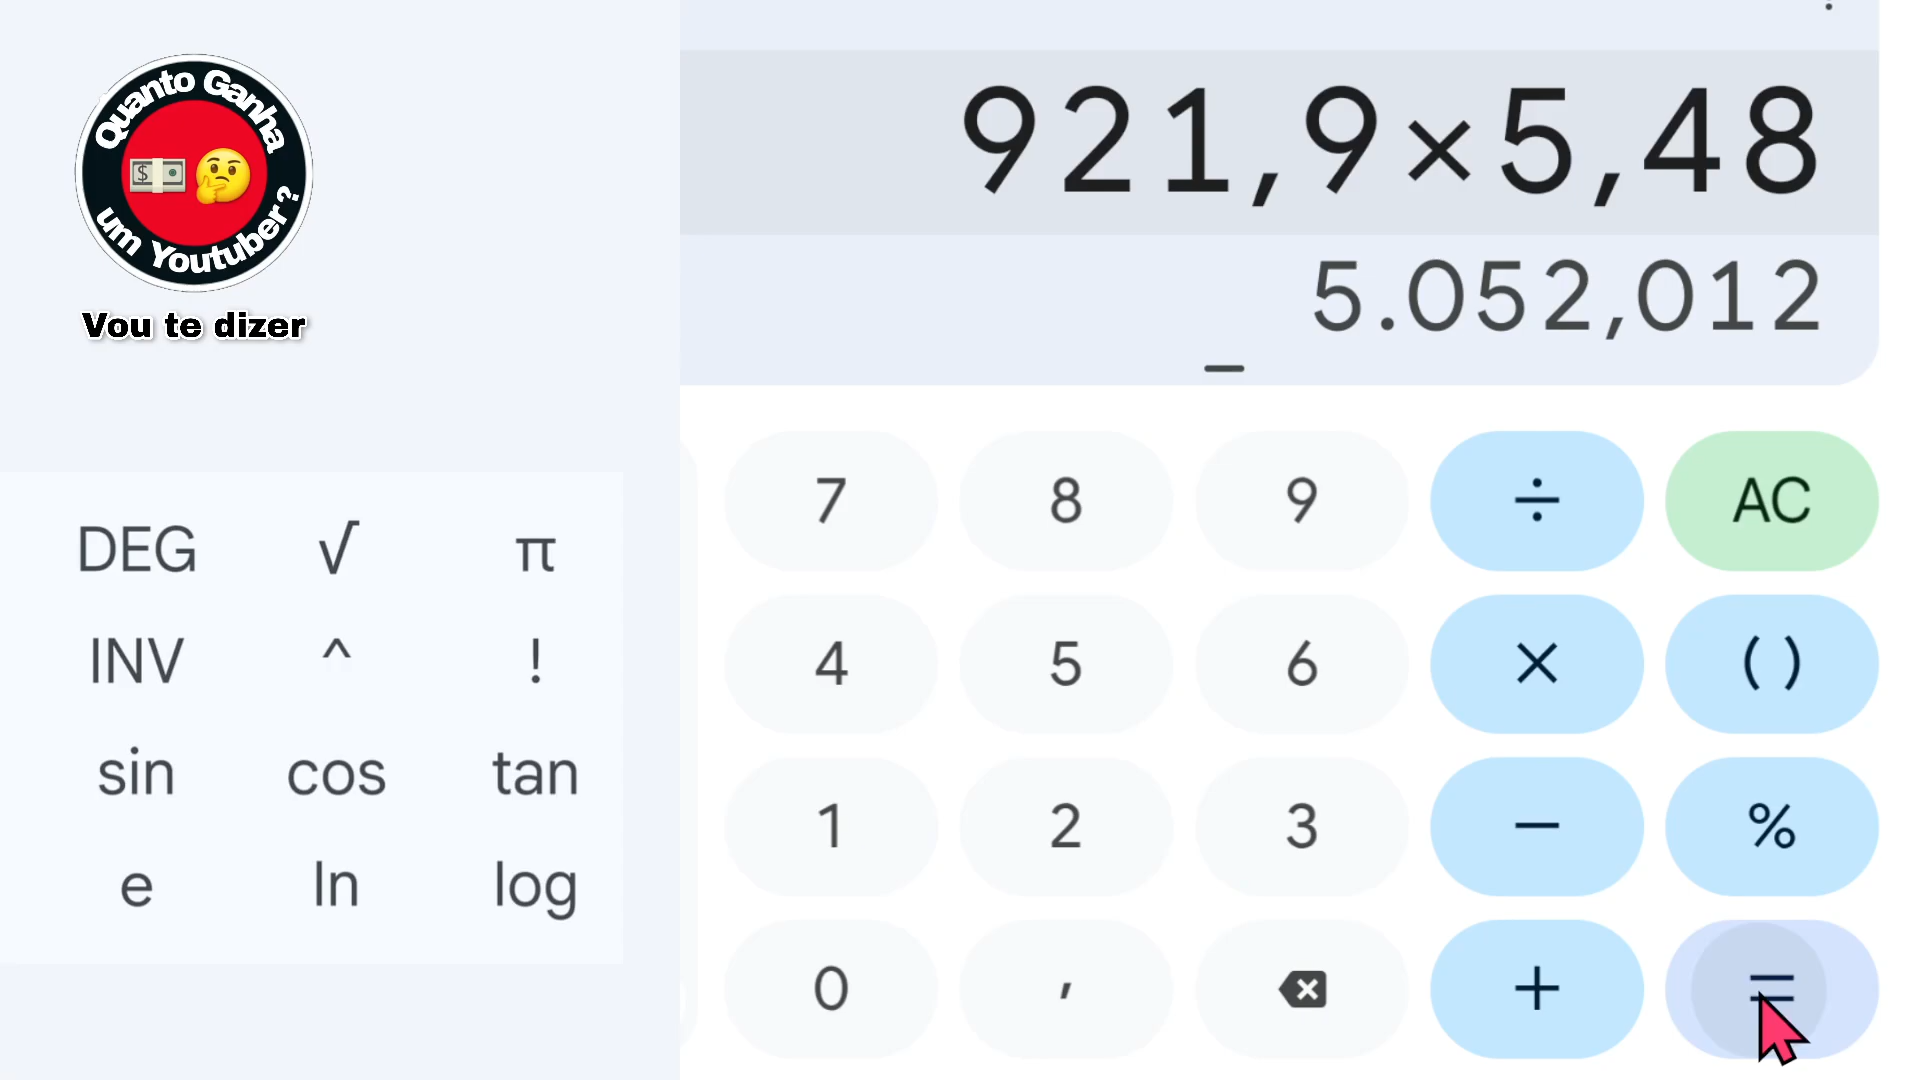 Quanto Ganha
um Youtuber?
Vou te dizer
921,9×5,48
5.052,012
DEG √ π
INV ^ !
sin cos tan
e ln log
7 8 9 ÷ AC
4 5 6 × ( )
1 2 3 − %
0 , + =